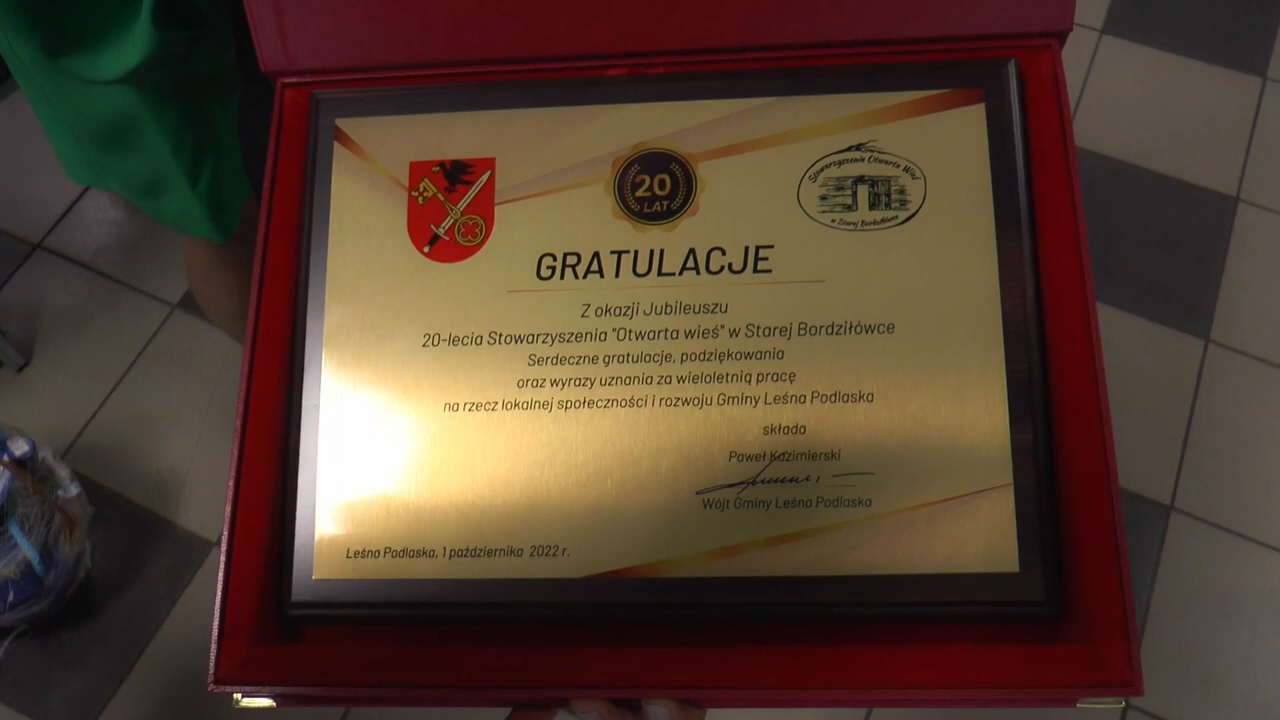 20
LAT
Stowarzyszenie Otwarta Wieś
w Starej Bordziłówce
GRATULACJE
Z okazji Jubileuszu
20-lecia Stowarzyszenia "Otwarta wieś" w Starej Bordziłówce
Serdeczne gratulacje, podziękowania
oraz wyrazy uznania za wieloletnią pracę
na rzecz lokalnej społeczności i rozwoju Gminy Leśna Podlaska
składa
Paweł Kazimierski
Wójt Gminy Leśna Podlaska
Leśna Podlaska, 1 października 2022 r.